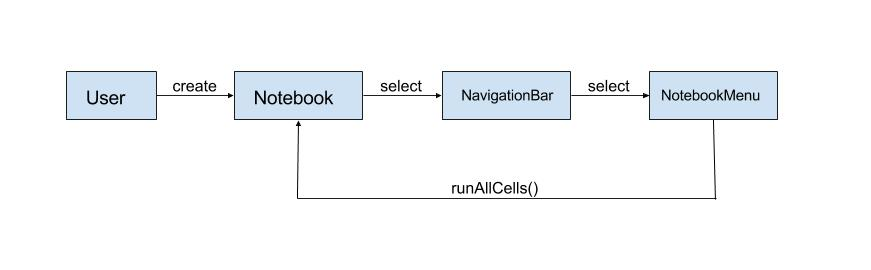 User
create
Notebook
select
NavigationBar
select
NotebookMenu
runAllCells()